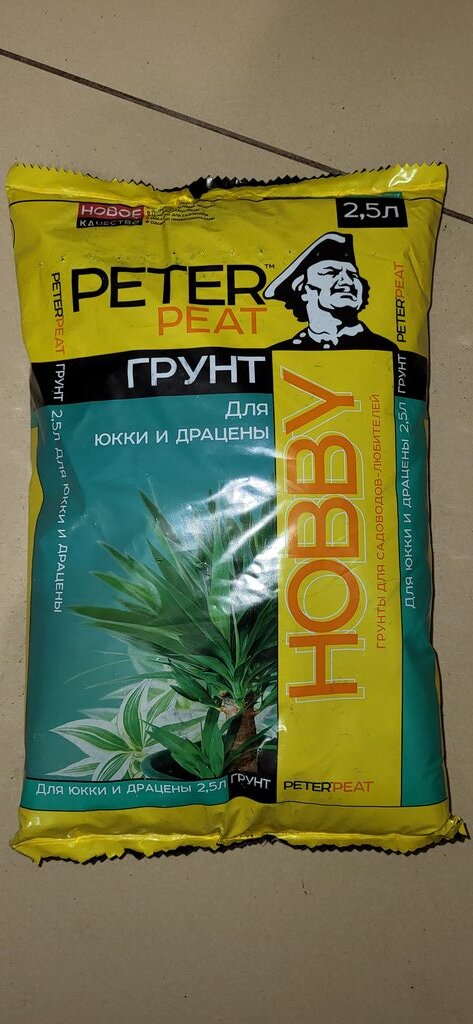 НОВОЕ
КАЧЕСТВО
2,5Л
PETER™
PEAT
ГРУНТ
Для
ЮККИ И ДРАЦЕНЫ
HOBBY
ГРУНТЫ ДЛЯ САДОВОДОВ-ЛЮБИТЕЛЕЙ
PETERPEAT ГРУНТ 2,5Л Для ЮККИ И ДРАЦЕНЫ
Для ЮККИ И ДРАЦЕНЫ 2,5Л ГРУНТ PETERPEAT
Для ЮККИ И ДРАЦЕНЫ 2,5Л ГРУНТ PETERPEAT